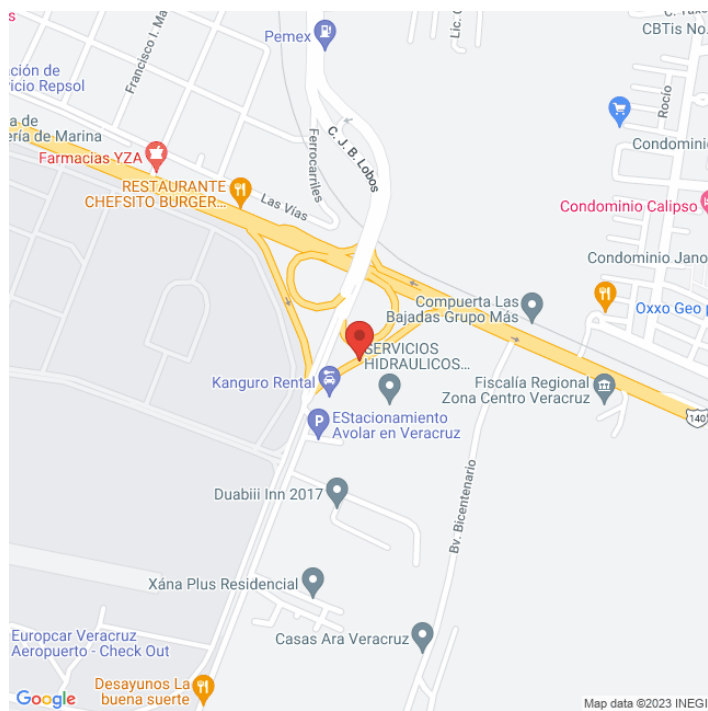 s
Francisco I. Ma
Pemex
Lic.
C. Taxc
CBTis No.
ación de
icio Repsol
a de
ería de Marina
Farmacias YZA
RESTAURANTE
CHEFSITO BURGER...
Las Vías
Ferrocarriles
C. J. B. Lobos
Rocío
Condominio
Condominio Calipso
Condominio Jano
Oxxo Geo p
Compuerta Las
Bajadas Grupo Más
SERVICIOS
HIDRAULICOS...
Kanguro Rental
Fiscalía Regional
Zona Centro Veracruz
140
EStacionamiento
Avolar en Veracruz
Duabiii Inn 2017
Bv. Bicentenario
Xána Plus Residencial
Casas Ara Veracruz
Europcar Veracruz
Aeropuerto - Check Out
Desayunos La
buena suerte
Google
Map data ©2023 INEGI